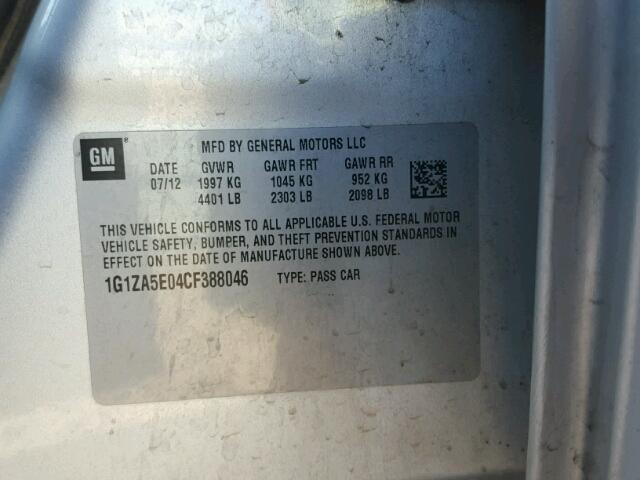 GM ® MFD BY GENERAL MOTORS LLC
DATE GVWR GAWR FRT GAWR RR
07/12 1997 KG 1045 KG 952 KG
4401 LB 2303 LB 2098 LB
THIS VEHICLE CONFORMS TO ALL APPLICABLE U.S. FEDERAL MOTOR
VEHICLE SAFETY, BUMPER, AND THEFT PREVENTION STANDARDS IN
EFFECT ON THE DATE OF MANUFACTURE SHOWN ABOVE.
1G1ZA5E04CF388046 TYPE: PASS CAR